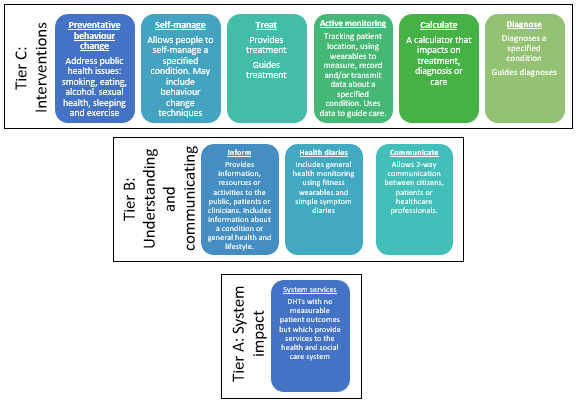 Tier C:
Interventions
Preventative
behaviour
change
Address public
health issues:
smoking, eating,
alcohol. sexual
health, sleeping
and exercise
Self-manage
Allows people to
self-manage a
specified
condition. May
include
behaviour
change
techniques
Treat
Provides
treatment
Guides
treatment
Active monitoring
Tracking patient
location, using
wearables to
measure, record
and/or transmit
data about a
specified
condition. Uses
data to guide care.
Calculate
A calculator that
impacts on
treatment,
diagnosis or
care
Diagnose
Diagnoses a
specified
condition
Guides diagnoses
Tier B:
Understanding
and
communicating
Inform
Provides
information,
resources or
activities to the
public, patients or
clinicians. Includes
information about
a condition or
general health and
lifestyle.
Health diaries
Includes general
health monitoring
using fitness
wearables and
simple symptom
diaries
Communicate
Allows 2-way
communication
between citizens,
patients or
healthcare
professionals.
Tier A: System
impact
System services
DHTs with no
measurable
patient outcomes
but which provide
services to the
health and social
care system